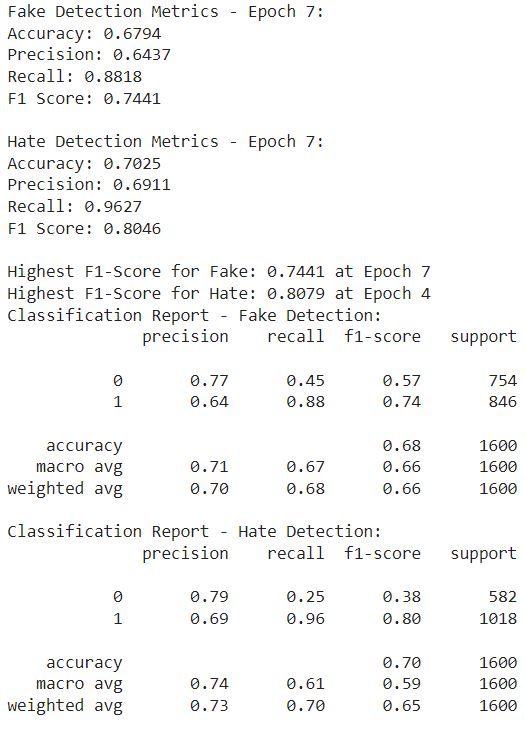 Fake Detection Metrics - Epoch 7:
Accuracy: 0.6794
Precision: 0.6437
Recall: 0.8818
F1 Score: 0.7441

Hate Detection Metrics - Epoch 7:
Accuracy: 0.7025
Precision: 0.6911
Recall: 0.9627
F1 Score: 0.8046

Highest F1-Score for Fake: 0.7441 at Epoch 7
Highest F1-Score for Hate: 0.8079 at Epoch 4
Classification Report - Fake Detection:
              precision    recall  f1-score   support

           0       0.77      0.45      0.57       754
           1       0.64      0.88      0.74       846

    accuracy                           0.68      1600
   macro avg       0.71      0.67      0.66      1600
weighted avg       0.70      0.68      0.66      1600

Classification Report - Hate Detection:
              precision    recall  f1-score   support

           0       0.79      0.25      0.38       582
           1       0.69      0.96      0.80      1018

    accuracy                           0.70      1600
   macro avg       0.74      0.61      0.59      1600
weighted avg       0.73      0.70      0.65      1600